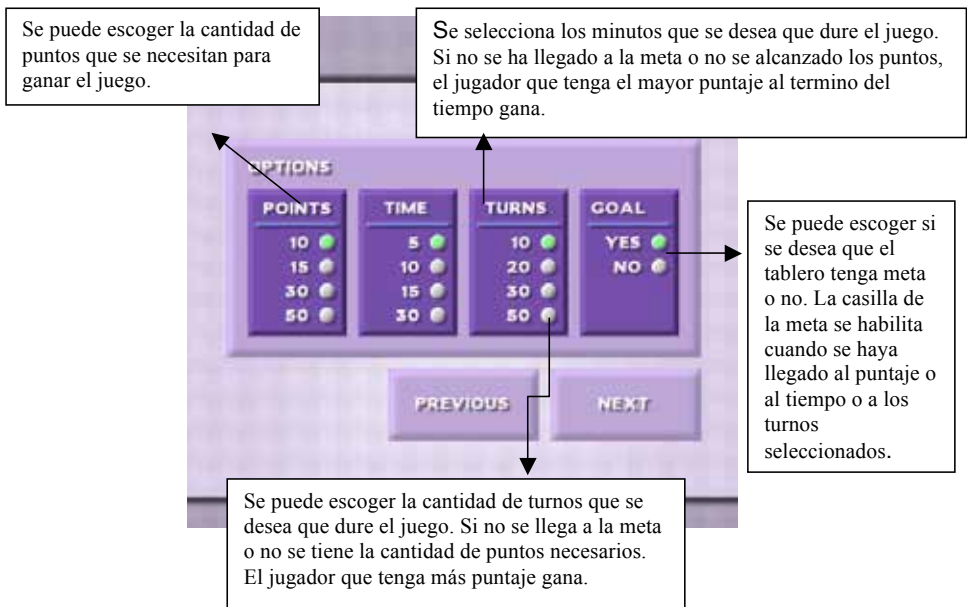 Se puede escoger la cantidad de
puntos que se necesitan para
ganar el juego.
Se selecciona los minutos que se desea que dure el juego.
Si no se ha llegado a la meta o no se alcanzado los puntos,
el jugador que tenga el mayor puntaje al termino del
tiempo gana.
OPTIONS
POINTS
10
15
30
50
TIME
5
10
15
30
TURNS
10
20
30
50
GOAL
YES
NO
Se puede escoger si
se desea que el
tablero tenga meta
o no. La casilla de
la meta se habilita
cuando se haya
llegado al puntaje o
al tiempo o a los
turnos
seleccionados.
PREVIOUS
NEXT
Se puede escoger la cantidad de turnos que se
desea que dure el juego. Si no se llega a la meta
o no se tiene la cantidad de puntos necesarios.
El jugador que tenga más puntaje gana.